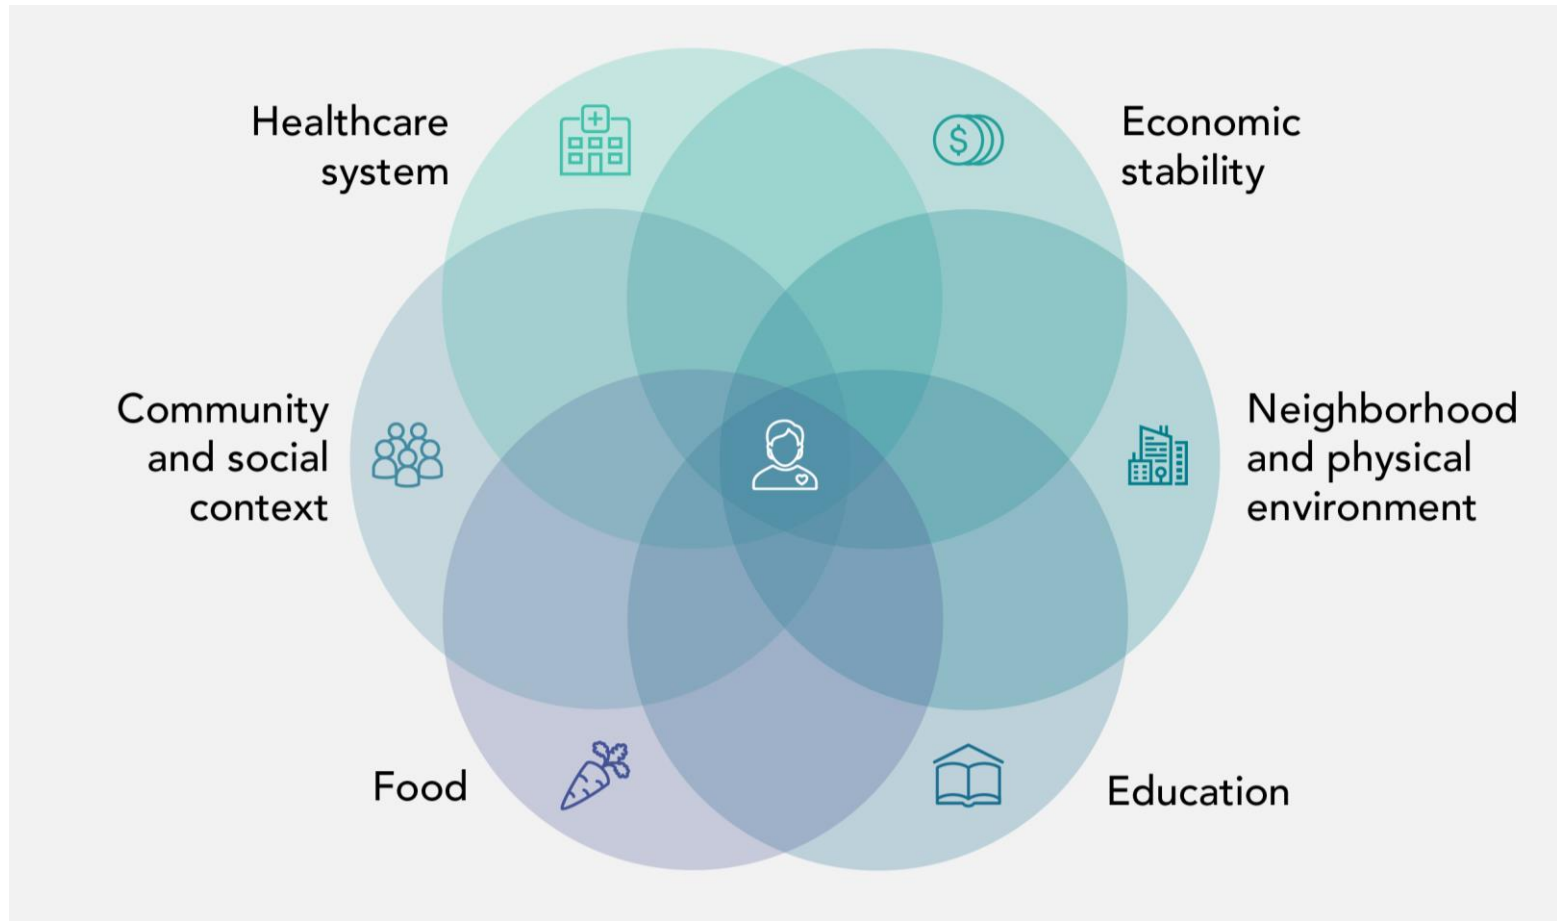 Healthcare
system
Economic
stability
Community
and social
context
Neighborhood
and physical
environment
Food
Education
$